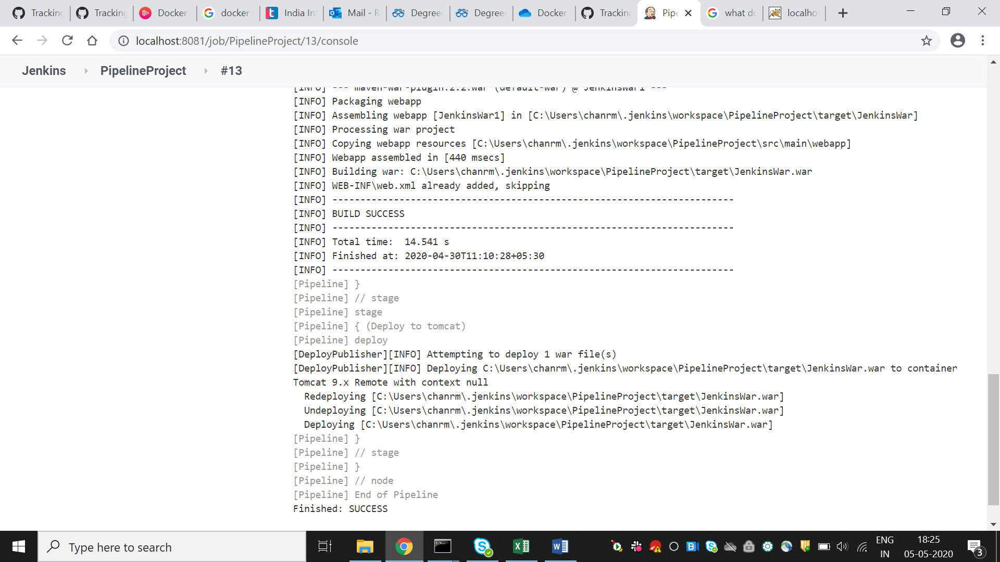 Tracking
Tracking
Docker
docker
India In
Mail - R
Degree
Degree
Docker
Tracking
Pipe
what do
localhos
localhost:8081/job/PipelineProject/13/console
Jenkins
PipelineProject
#13
[INFO] --- maven-war-plugin:2.2:war (default-war) @ JenkinsWar1 ---
[INFO] Packaging webapp
[INFO] Assembling webapp [JenkinsWar1] in [C:\Users\chanrm\.jenkins\workspace\PipelineProject\target\JenkinsWar]
[INFO] Processing war project
[INFO] Copying webapp resources [C:\Users\chanrm\.jenkins\workspace\PipelineProject\src\main\webapp]
[INFO] Webapp assembled in [440 msecs]
[INFO] Building war: C:\Users\chanrm\.jenkins\workspace\PipelineProject\target\JenkinsWar.war
[INFO] WEB-INF\web.xml already added, skipping
[INFO] ------------------------------------------------------------------------
[INFO] BUILD SUCCESS
[INFO] ------------------------------------------------------------------------
[INFO] Total time:  14.541 s
[INFO] Finished at: 2020-04-30T11:10:28+05:30
[INFO] ------------------------------------------------------------------------
[Pipeline] }
[Pipeline] // stage
[Pipeline] stage
[Pipeline] { (Deploy to tomcat)
[Pipeline] deploy
[DeployPublisher][INFO] Attempting to deploy 1 war file(s)
[DeployPublisher][INFO] Deploying C:\Users\chanrm\.jenkins\workspace\PipelineProject\target\JenkinsWar.war to container
Tomcat 9.x Remote with context null
  Redeploying [C:\Users\chanrm\.jenkins\workspace\PipelineProject\target\JenkinsWar.war]
  Undeploying [C:\Users\chanrm\.jenkins\workspace\PipelineProject\target\JenkinsWar.war]
  Deploying [C:\Users\chanrm\.jenkins\workspace\PipelineProject\target\JenkinsWar.war]
[Pipeline] }
[Pipeline] // stage
[Pipeline] }
[Pipeline] // node
[Pipeline] End of Pipeline
Finished: SUCCESS
Type here to search
ENG
IN
18:25
05-05-2020
3